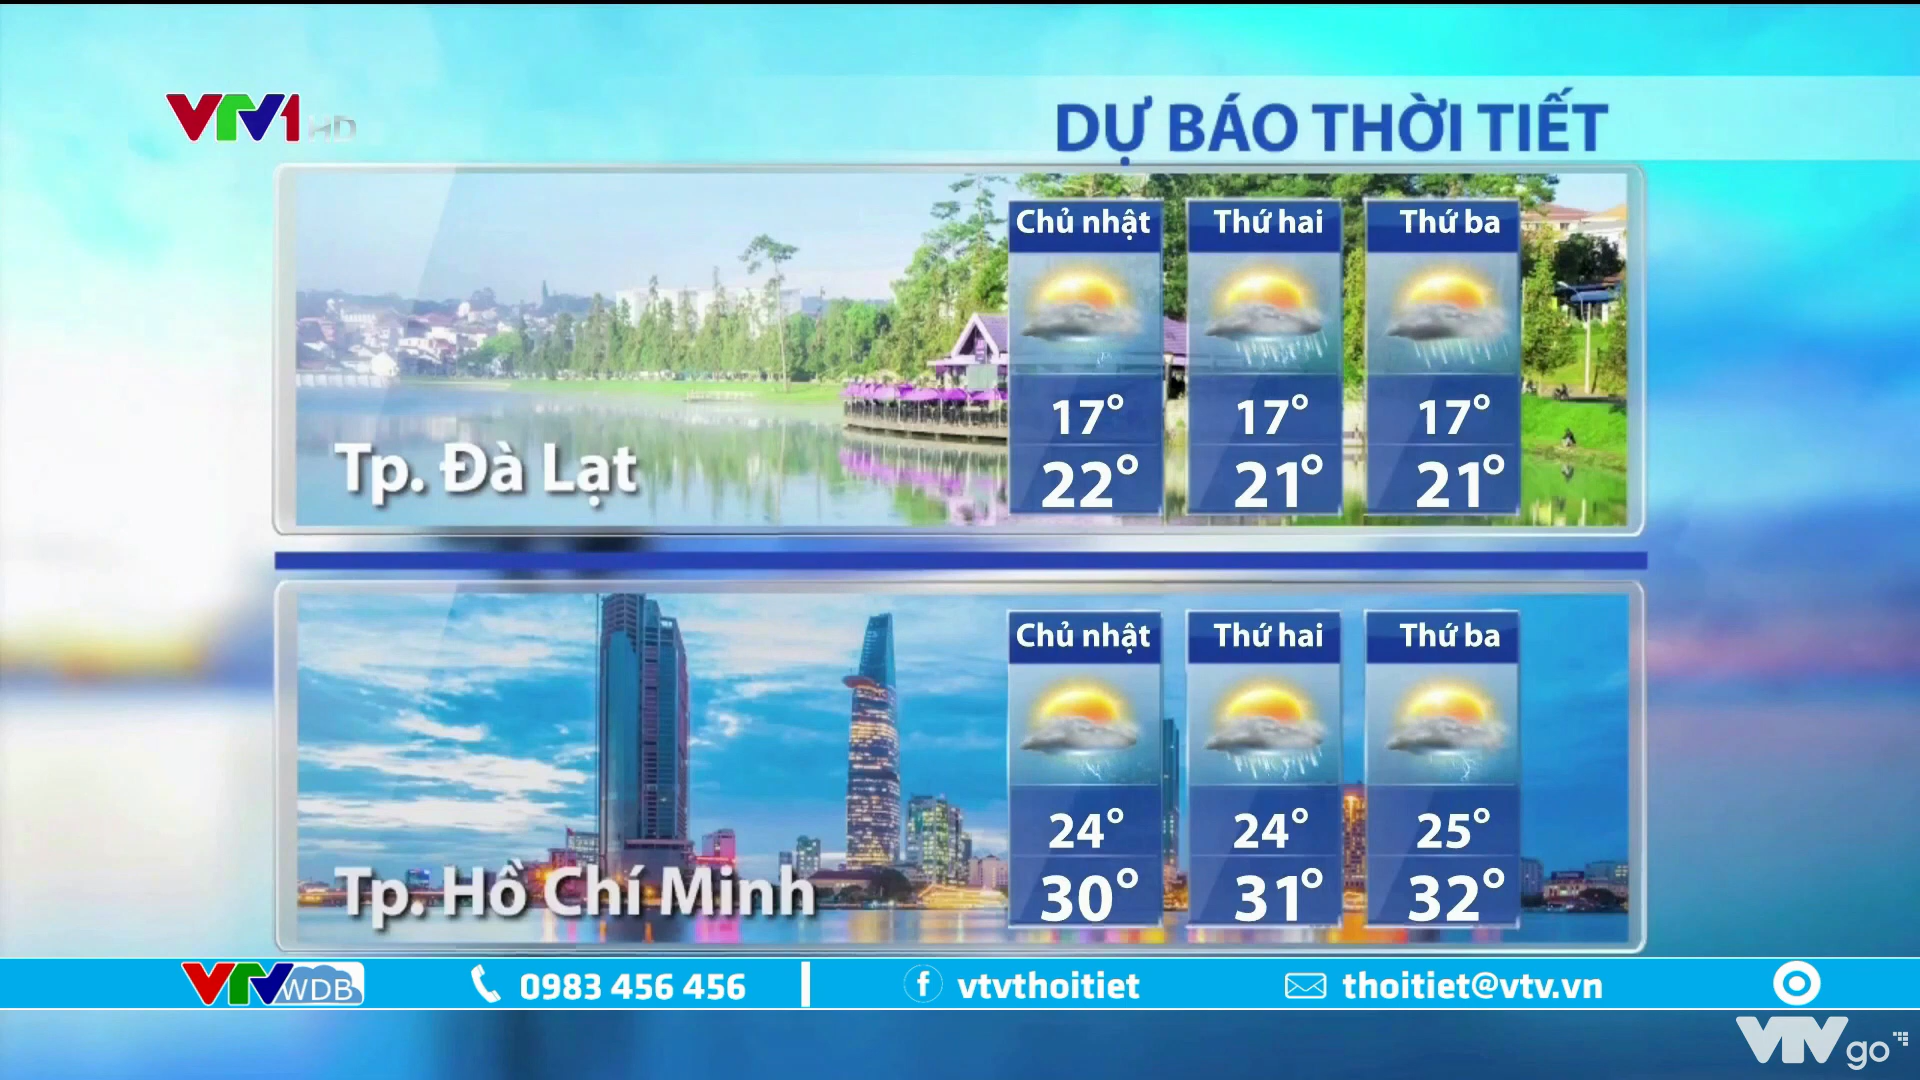 VTV1 HD
DỰ BÁO THỜI TIẾT
Chủ nhật Thứ hai Thứ ba
17° 17° 17°
22° 21° 21°
Tp. Đà Lạt
Chủ nhật Thứ hai Thứ ba
24° 24° 25°
30° 31° 32°
Tp. Hồ Chí Minh
VTV WDB 0983 456 456 vtvthoitiet thoitiet@vtv.vn
VTV go